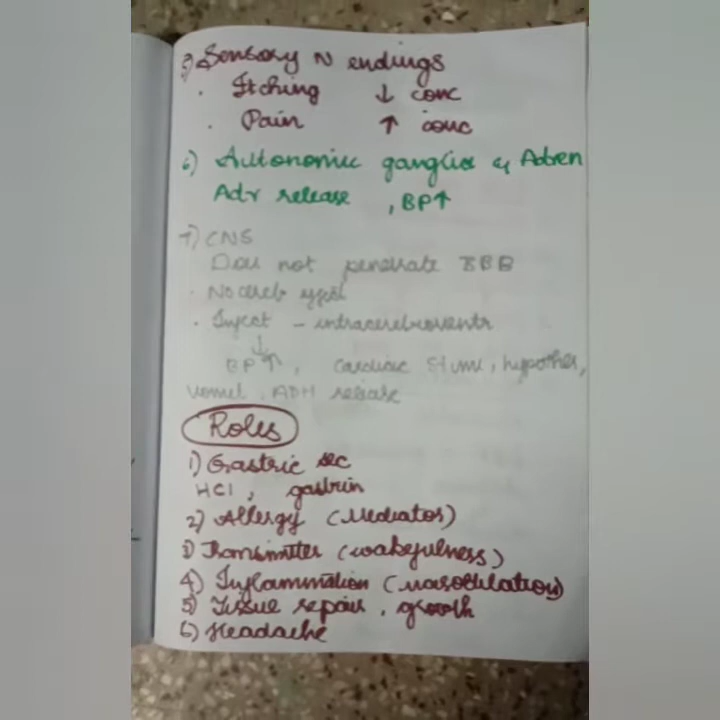 5) Sensory N endings
. Itching ↓ conc
. Pain ↑ conc
6) Autonomic ganglia & Adren
Adr release , BP↑
7) CNS
Does not penetrate BBB
. No cereb effect
. Inject - intracerebroventr
↓
BP↑, Cardiac Stimu, hypother,
Vomit, ADH release
Roles
1) Gastric sec
HCl, gastrin
2) Allergy (Mediator)
3) Transmitter (wakefulness)
4) Inflammation (Vasodilation)
5) Tissue repair, growth
6) Headache